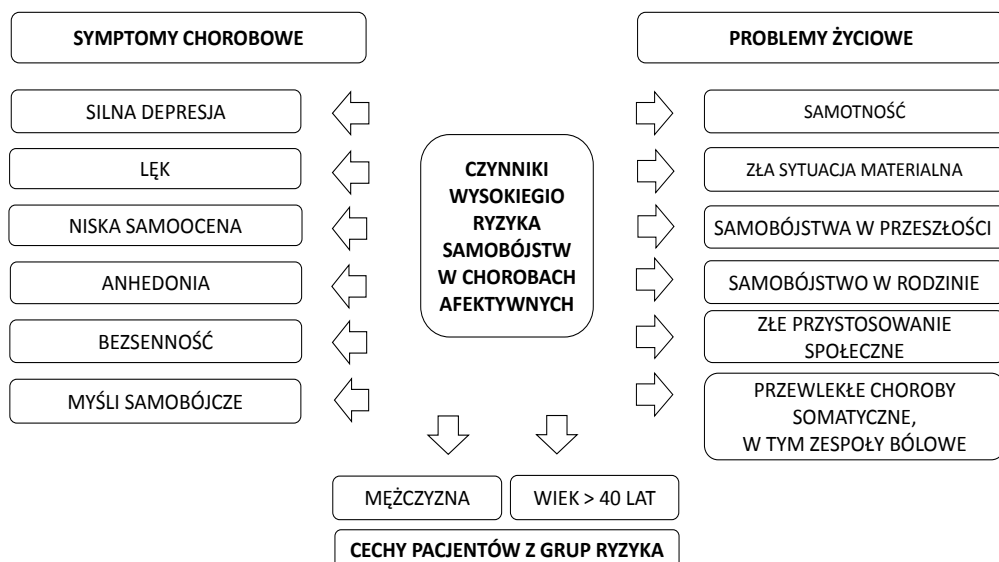 SYMPTOMY CHOROBOWE
SILNA DEPRESJA
LĘK
NISKA SAMOOCENA
ANHEDONIA
BEZSENNOŚĆ
MYŚLI SAMOBÓJCZE
CZYNNIKI
WYSOKIEGIO
RYZYKA
SAMOBÓJSTW
W CHOROBACH
AFEKTYWNYCH
PROBLEMY ŻYCIOWE
SAMOTNOŚĆ
ZŁA SYTUACJA MATERIALNA
SAMOBÓJSTWA W PRZESZŁOŚCI
SAMOBÓJSTWO W RODZINIE
ZŁE PRZYSTOSOWANIE
SPOŁECZNE
PRZEWLEKŁE CHOROBY
SOMATYCZNE,
W TYM ZESPOŁY BÓLOWE
MĘŻCZYZNA
WIEK > 40 LAT
CECHY PACJENTÓW Z GRUP RYZYKA